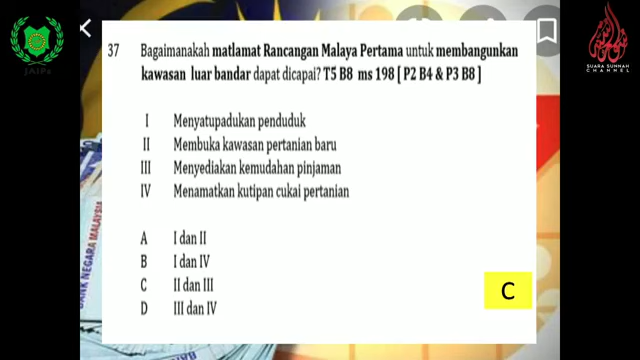 JAIPs
SUARA SUNNAH
CHANNEL
37 Bagaimanakah matlamat Rancangan Malaya Pertama untuk membangunkan
kawasan luar bandar dapat dicapai? T5 B8 ms 198 [ P2 B4 & P3 B8 ]
I Menyatupadukan penduduk
II Membuka kawasan pertanian baru
III Menyediakan kemudahan pinjaman
IV Menamatkan kutipan cukai pertanian
A I dan II
B I dan IV
C II dan III
D III dan IV
C
BANK NEGARA MALAYSIA